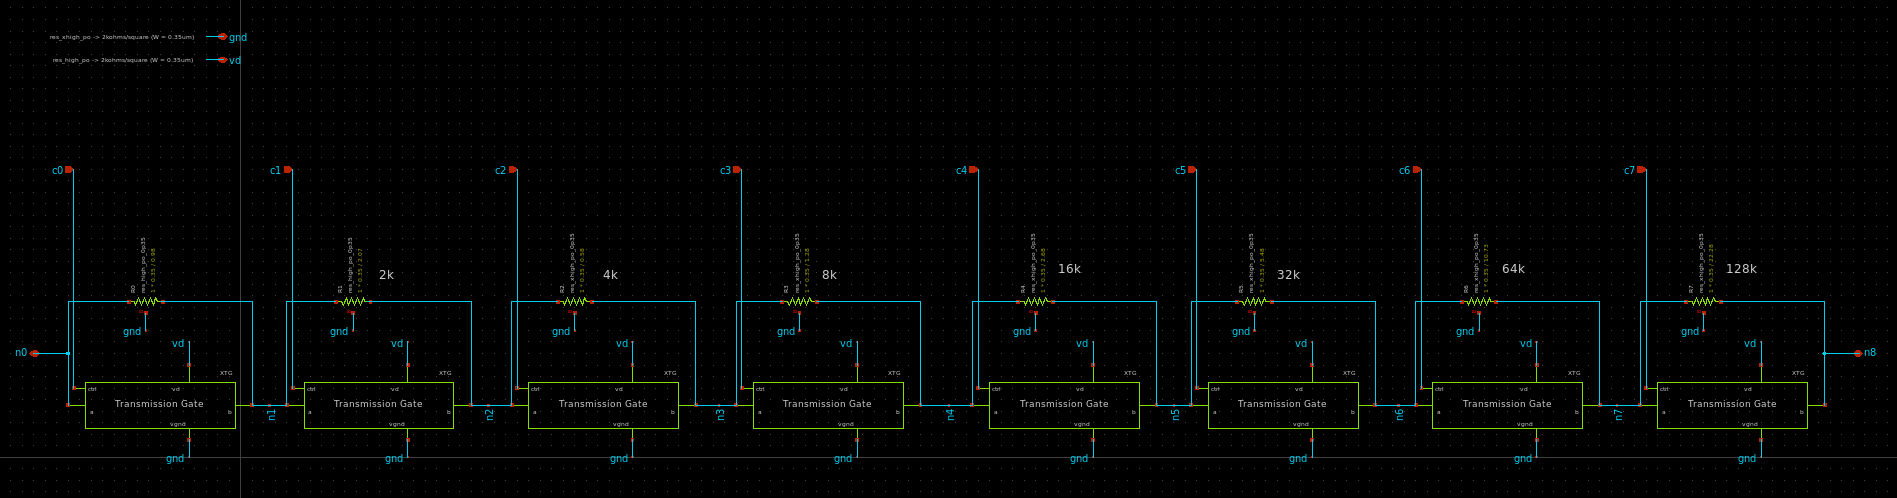 res_xhigh_po -> 2kohms/square (W = 0.35um)
gnd
res_high_po -> 2kohms/square (W = 0.35um)
vd
c0 c1 c2 c3 c4 c5 c6 c7
R0
res_high_po_0p35
1 * 0.35 / 0.98
R1
res_high_po_0p35
1 * 0.35 / 2.07
2k
R2
res_xhigh_po_0p35
1 * 0.35 / 0.58
4k
R3
res_xhigh_po_0p35
1 * 0.35 / 1.28
8k
R4
res_xhigh_po_0p35
1 * 0.35 / 2.68
16k
R5
res_xhigh_po_0p35
1 * 0.35 / 5.48
32k
R6
res_xhigh_po_0p35
1 * 0.35 / 10.73
64k
R7
res_xhigh_po_0p35
1 * 0.35 / 22.28
128k
gnd gnd gnd gnd gnd gnd gnd gnd
vd vd vd vd vd vd vd vd
n0
n8
XTG XTG XTG XTG XTG XTG XTG XTG
ctrl vd ctrl vd ctrl vd ctrl vd ctrl vd ctrl vd ctrl vd ctrl vd
Transmission Gate Transmission Gate Transmission Gate Transmission Gate Transmission Gate Transmission Gate Transmission Gate Transmission Gate
a b a b a b a b a b a b a b a b
n1 n2 n3 n4 n5 n6 n7
vgnd vgnd vgnd vgnd vgnd vgnd vgnd vgnd
gnd gnd gnd gnd gnd gnd gnd gnd